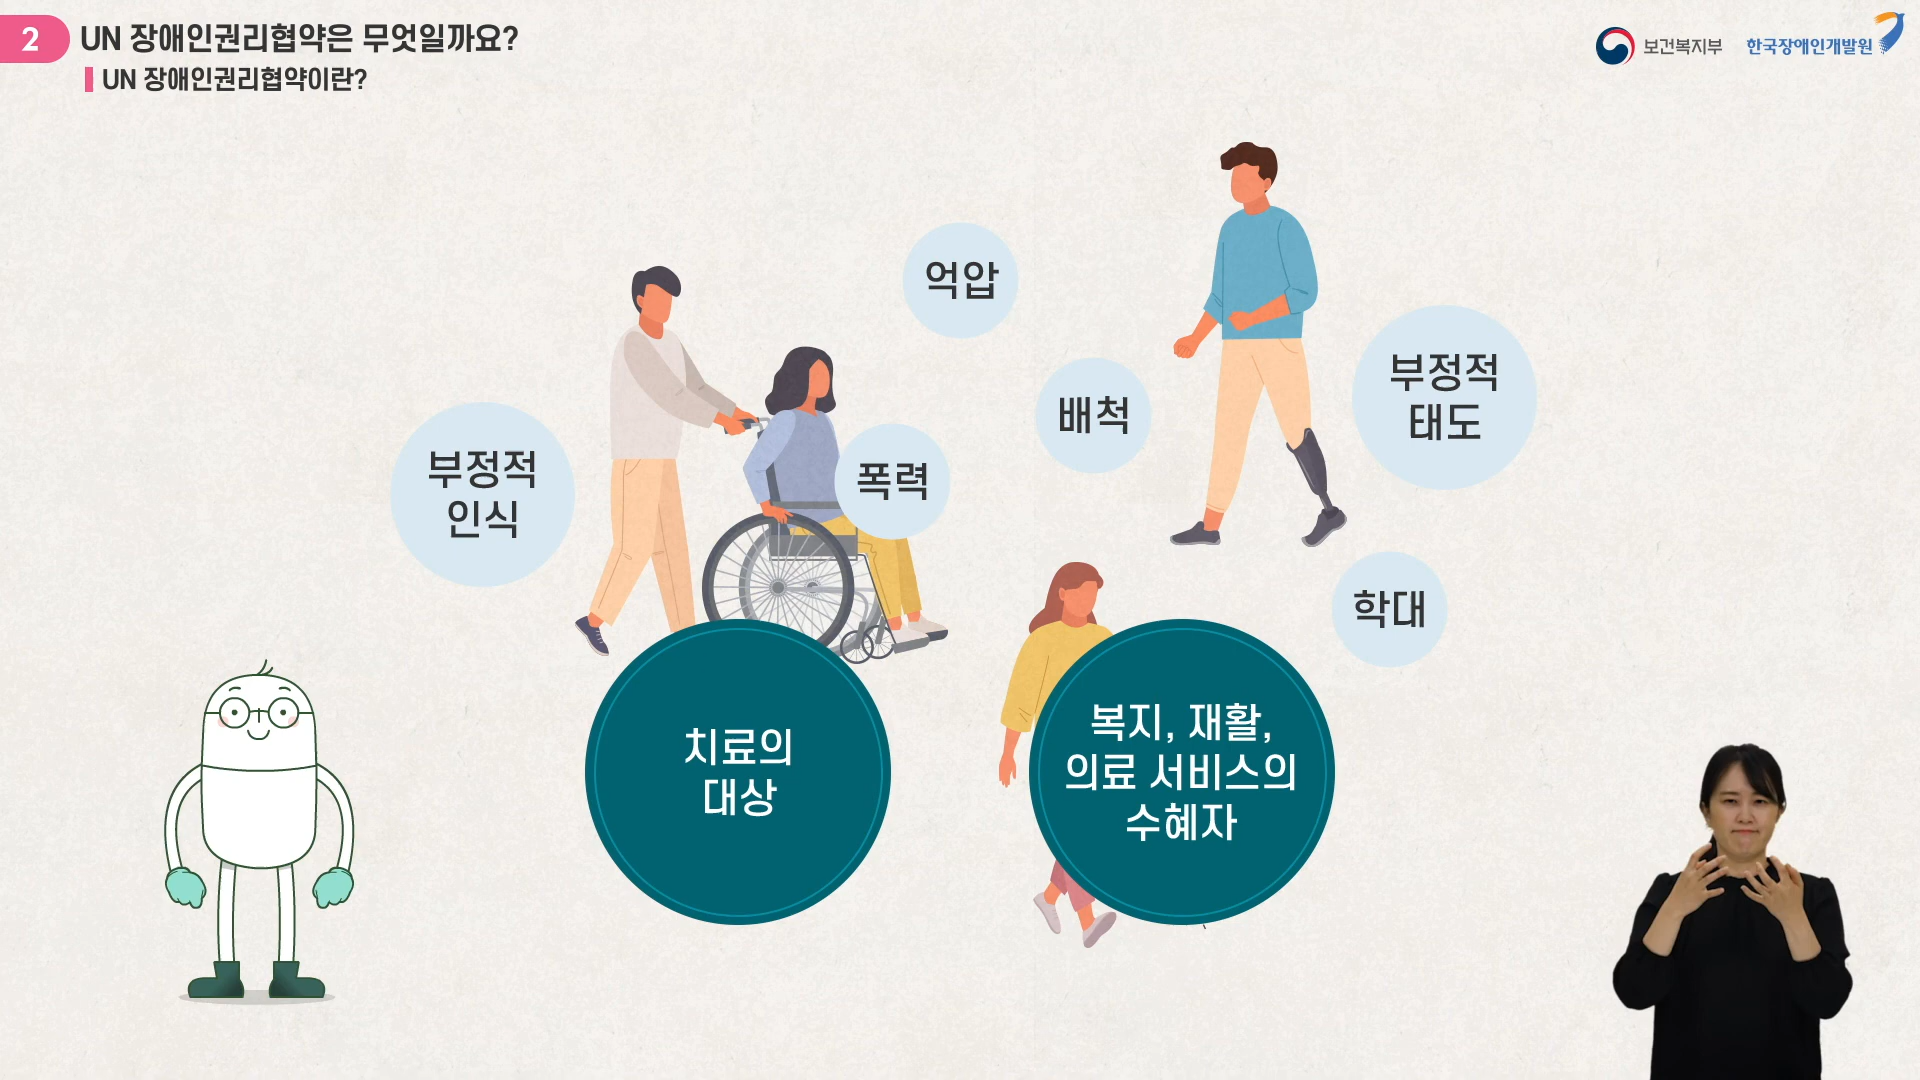 2
UN 장애인권리협약은 무엇일까요?
UN 장애인권리협약이란?
보건복지부
한국장애인개발원
억압
부정적
태도
배척
부정적
인식
폭력
학대
치료의
대상
복지, 재활,
의료 서비스의
수혜자